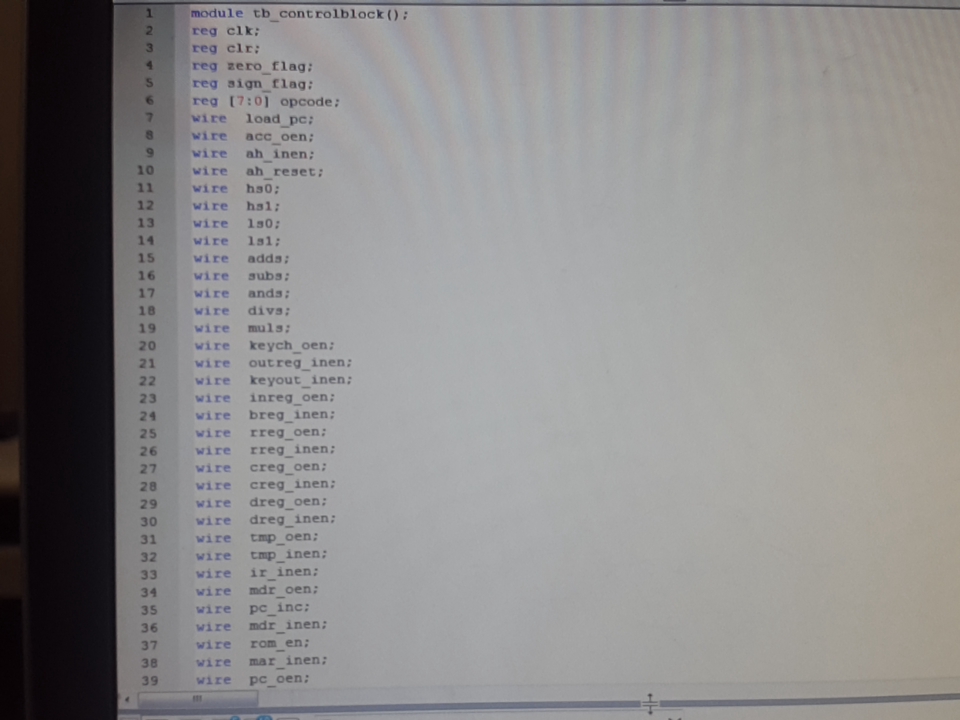 1 module tb_controlblock();
2 reg clk;
3 reg clr;
4 reg zero_flag;
5 reg sign_flag;
6 reg [7:0] opcode;
7 wire load_pc;
8 wire acc_oen;
9 wire ah_inen;
10 wire ah_reset;
11 wire hs0;
12 wire hs1;
13 wire ls0;
14 wire ls1;
15 wire adds;
16 wire subs;
17 wire ands;
18 wire divs;
19 wire muls;
20 wire keych_oen;
21 wire outreg_inen;
22 wire keyout_inen;
23 wire inreg_oen;
24 wire breg_inen;
25 wire rreg_oen;
26 wire rreg_inen;
27 wire creg_oen;
28 wire creg_inen;
29 wire dreg_oen;
30 wire dreg_inen;
31 wire tmp_oen;
32 wire tmp_inen;
33 wire ir_inen;
34 wire mdr_oen;
35 wire pc_inc;
36 wire mdr_inen;
37 wire rom_en;
38 wire mar_inen;
39 wire pc_oen;